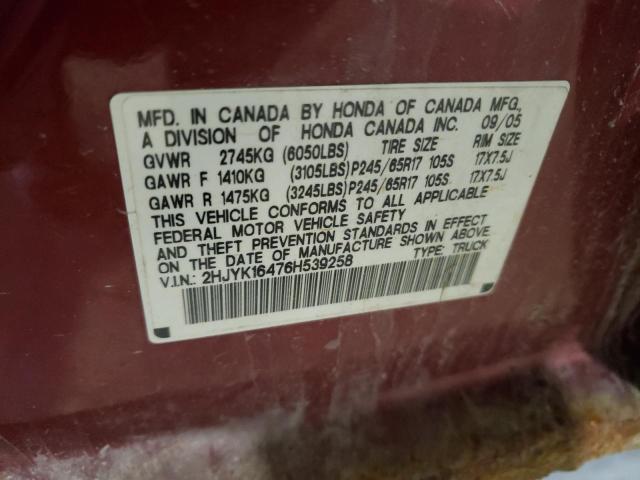 MFD. IN CANADA BY HONDA OF CANADA MFG.,
A DIVISION OF HONDA CANADA INC. 09/05
GVWR 2745KG (6050LBS) TIRE SIZE RIM SIZE
GAWR F 1410KG (3105LBS)P245/65R17 105S 17X7.5J
GAWR R 1475KG (3245LBS)P245/65R17 105S 17X7.5J
THIS VEHICLE CONFORMS TO ALL APPLICABLE
FEDERAL MOTOR VEHICLE SAFETY
AND THEFT PREVENTION STANDARDS IN EFFECT
ON THE DATE OF MANUFACTURE SHOWN ABOVE.
V.I.N.: 2HJYK16476H539258 TYPE: TRUCK